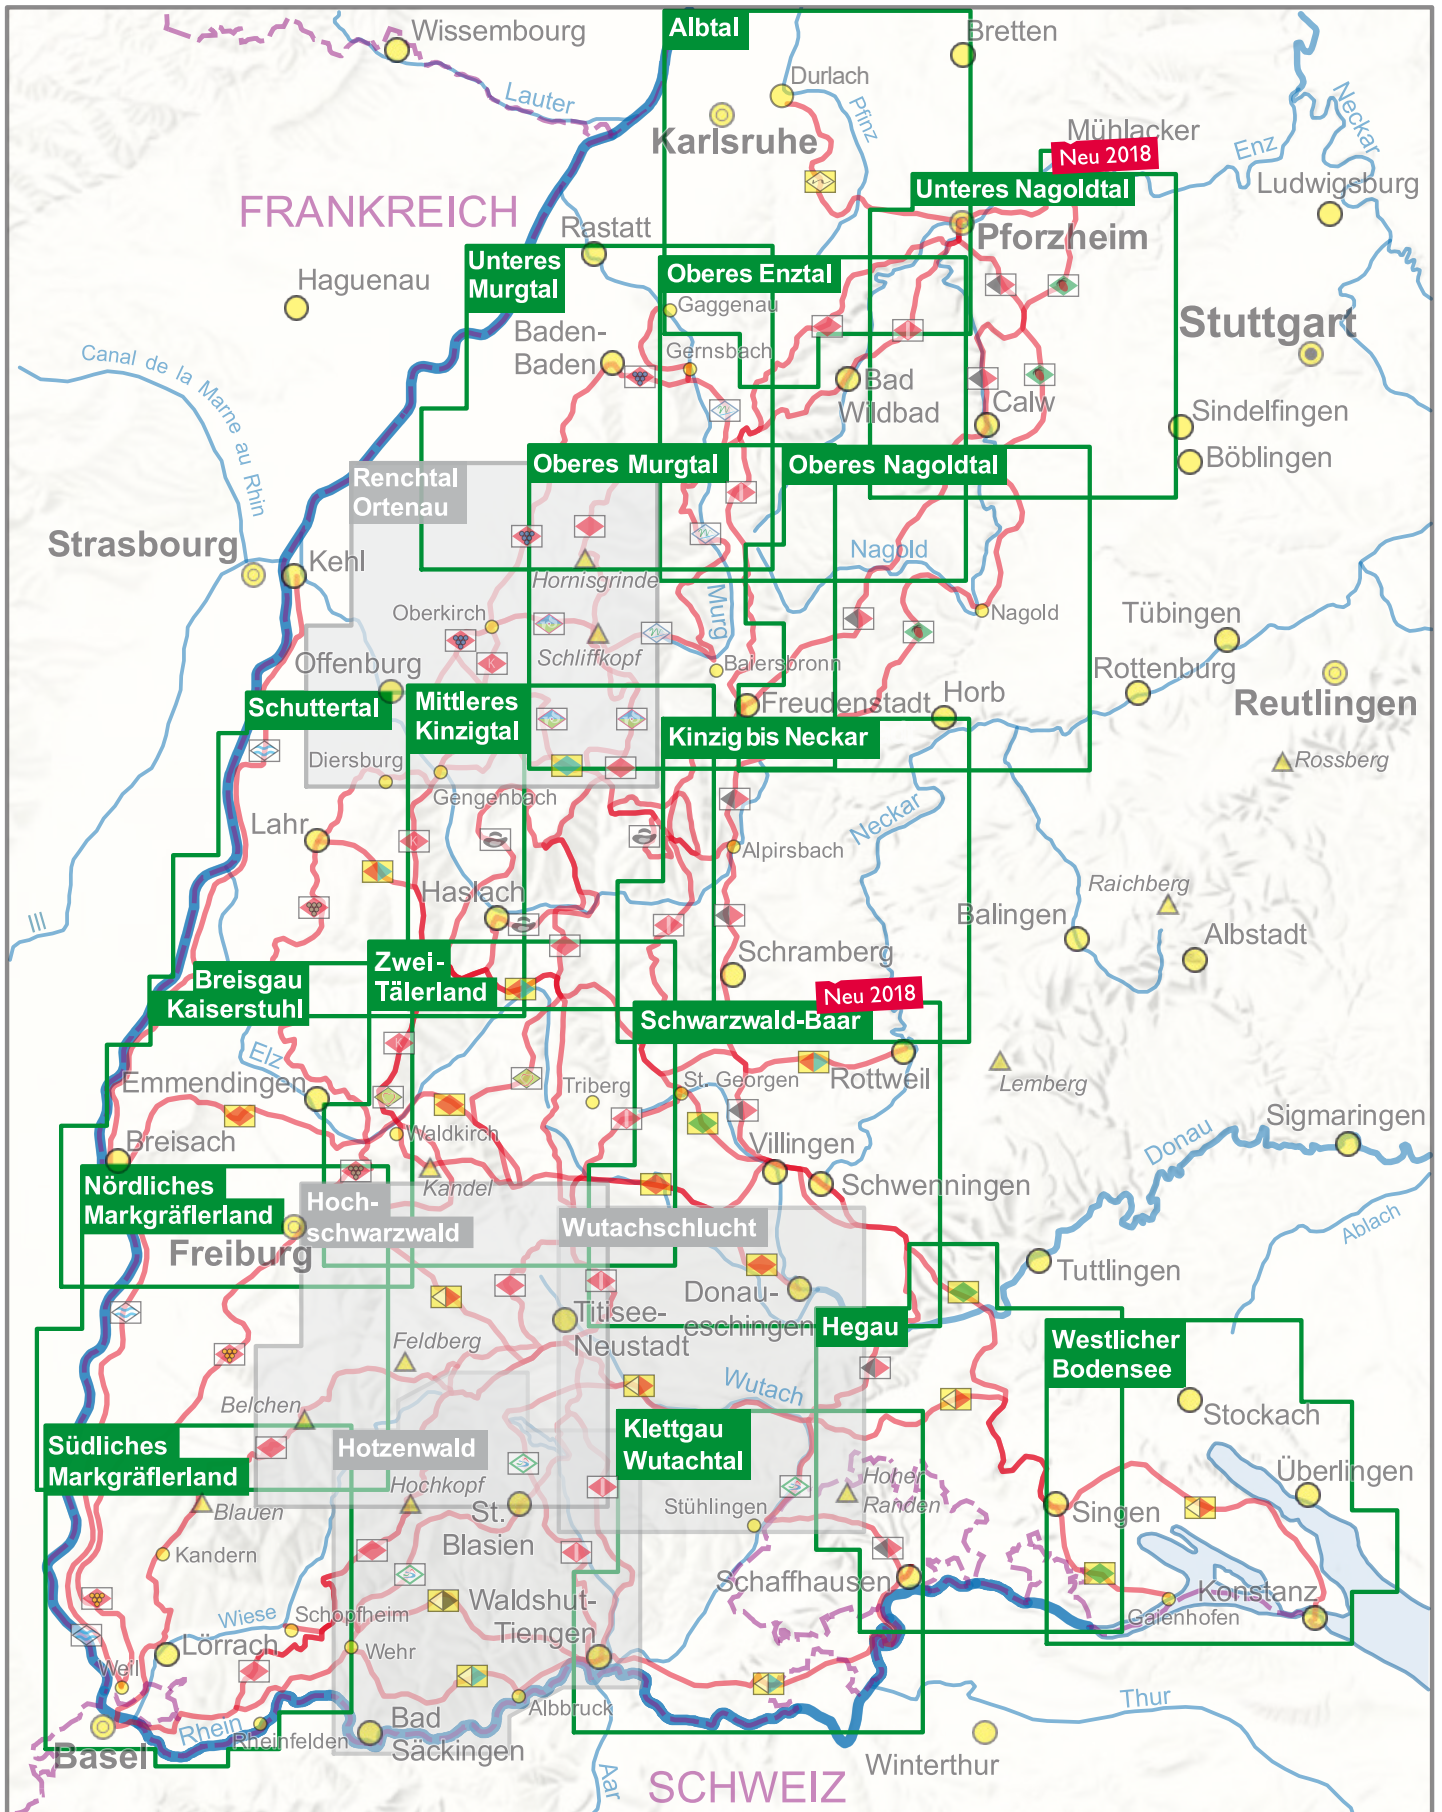 Albtal
Wissembourg
Bretten
Durlach
Lauter
Pfinz
Karlsruhe
Mühlacker
Neu 2018
Enz
Neckar
Ludwigsburg
Unteres Nagoldtal
FRANKREICH
Rastatt
Pforzheim
Unteres
Murgtal
Oberes Enztal
Haguenau
Gaggenau
Stuttgart
Baden-
Baden
Gernsbach
Canal de la Marne au Rhin
Bad
Wildbad
Calw
Sindelfingen
Böblingen
Renchtal
Ortenau
Oberes Murgtal
Oberes Nagoldtal
Strasbourg
Kehl
Nagold
Hornisgrinde
Murg
Oberkirch
Nagold
Tübingen
Schliffkopf
Baiersbronn
Offenburg
Rottenburg
Reutlingen
Schuttertal
Mittleres
Kinzigtal
Freudenstadt
Horb
Kinzig bis Neckar
Diersburg
Gengenbach
Rossberg
Lahr
Neckar
Alpirsbach
Haslach
Raichberg
Ill
Balingen
Albstadt
Schramberg
Breisgau
Kaiserstuhl
Zwei-
Tälerland
Neu 2018
Schwarzwald-Baar
Elz
Emmendingen
Triberg
St. Georgen
Rottweil
Lemberg
Sigmaringen
Breisach
Waldkirch
Villingen
Donau
Kandel
Schwenningen
Nördliches
Markgräflerland
Hoch-
schwarzwald
Wutachschlucht
Freiburg
Ablach
Tuttlingen
Donau-
eschingen
Titisee-
Neustadt
Hegau
Feldberg
Westlicher
Bodensee
Wutach
Belchen
Stockach
Südliches
Markgräflerland
Hotzenwald
Klettgau
Wutachtal
Hochkopf
Hoher
Randen
Überlingen
Blauen
St.
Blasien
Stühlingen
Singen
Kandern
Schaffhausen
Wiese
Schopfheim
Waldshut-
Tiengen
Konstanz
Gaienhofen
Lörrach
Wehr
Weil
Albbruck
Thur
Rhein
Rheinfelden
Bad
Säckingen
Basel
Winterthur
Aar
SCHWEIZ